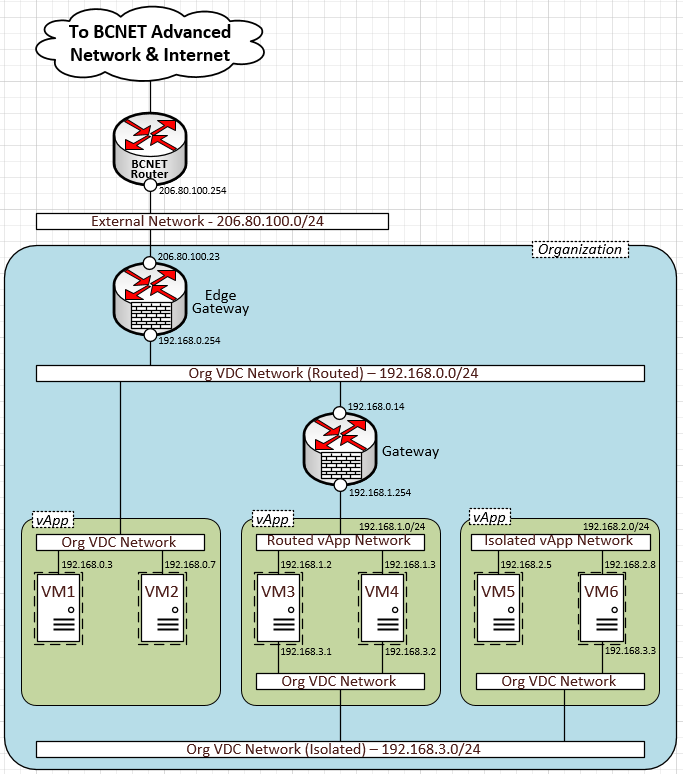 To BCNET Advanced
Network & Internet
BCNET
Router
206.80.100.254
External Network - 206.80.100.0/24
Organization
206.80.100.23
Edge
Gateway
192.168.0.254
Org VDC Network (Routed) – 192.168.0.0/24
192.168.0.14
Gateway
192.168.1.254
vApp
Org VDC Network
192.168.0.3
192.168.0.7
VM1
VM2
vApp
192.168.1.0/24
Routed vApp Network
192.168.1.2
192.168.1.3
VM3
VM4
192.168.3.1
192.168.3.2
Org VDC Network
vApp
192.168.2.0/24
Isolated vApp Network
192.168.2.5
192.168.2.8
VM5
VM6
192.168.3.3
Org VDC Network
Org VDC Network (Isolated) – 192.168.3.0/24